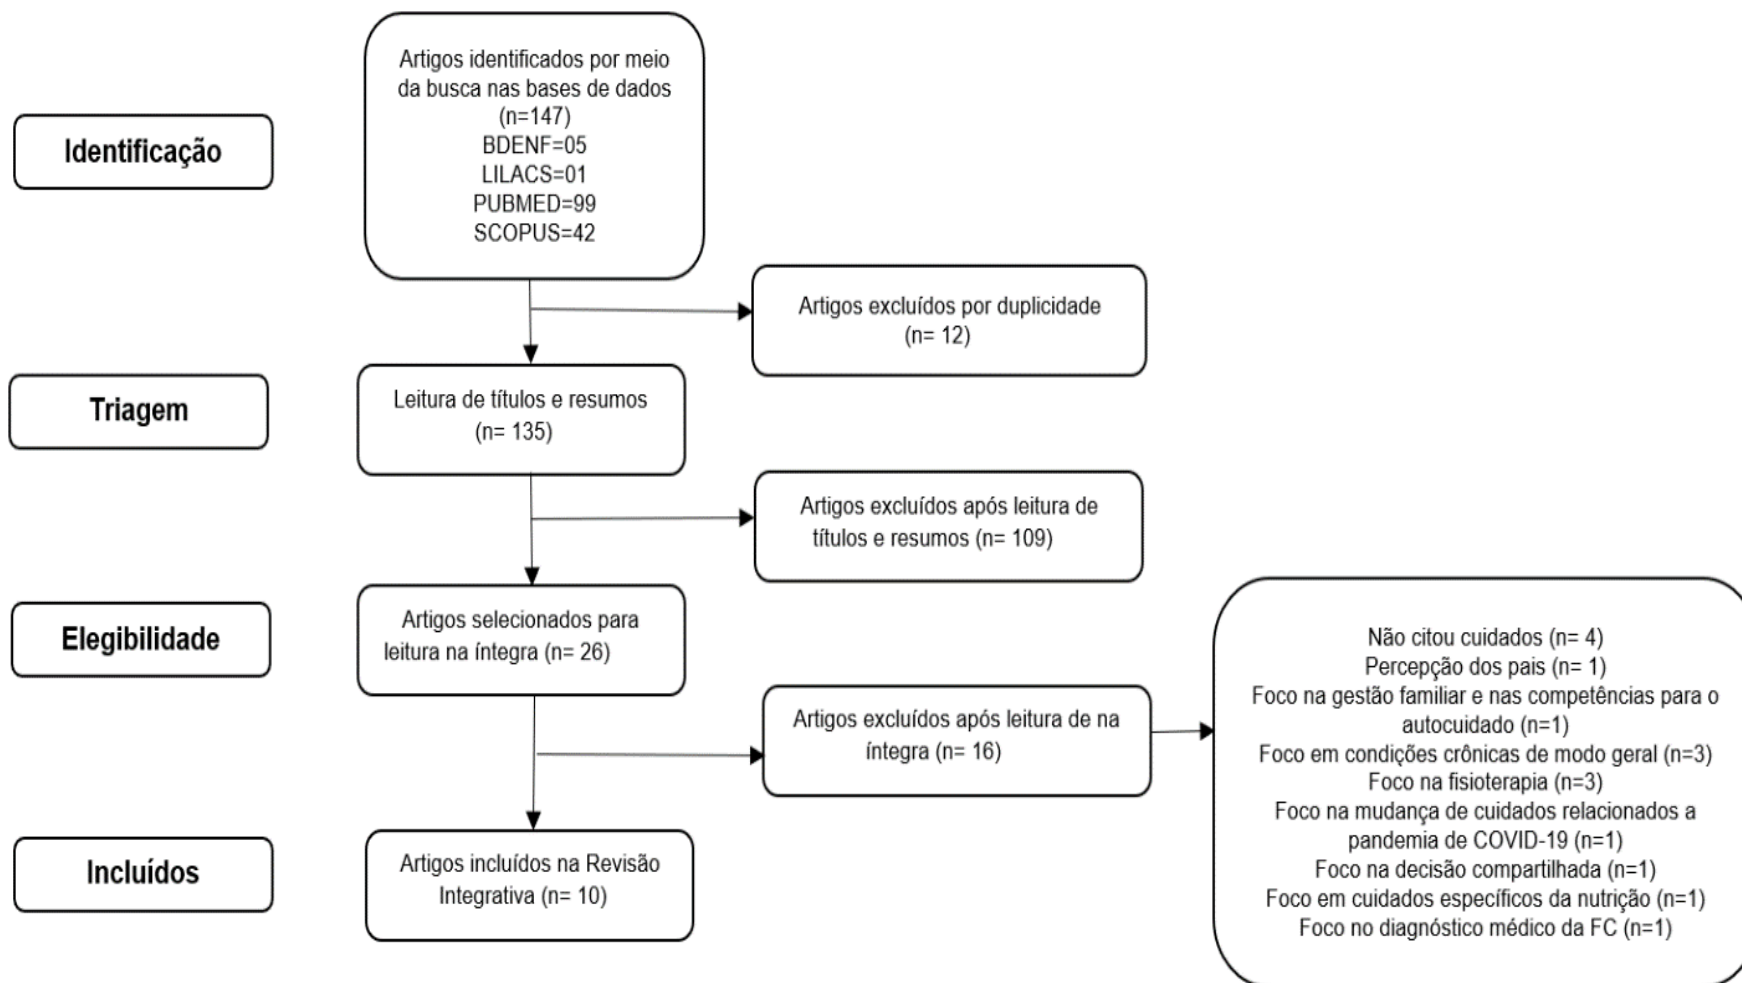 Identificação
Artigos identificados por meio
da busca nas bases de dados
(n=147)
BDENF=05
LILACS=01
PUBMED=99
SCOPUS=42
Artigos excluídos por duplicidade
(n= 12)
Triagem
Leitura de títulos e resumos
(n= 135)
Artigos excluídos após leitura de
títulos e resumos (n= 109)
Elegibilidade
Artigos selecionados para
leitura na íntegra (n= 26)
Artigos excluídos após leitura de na
íntegra (n= 16)
Não citou cuidados (n= 4)
Percepção dos pais (n= 1)
Foco na gestão familiar e nas competências para o
autocuidado (n=1)
Foco em condições crônicas de modo geral (n=3)
Foco na fisioterapia (n=3)
Foco na mudança de cuidados relacionados a
pandemia de COVID-19 (n=1)
Foco na decisão compartilhada (n=1)
Foco em cuidados específicos da nutrição (n=1)
Foco no diagnóstico médico da FC (n=1)
Incluídos
Artigos incluídos na Revisão
Integrativa (n= 10)